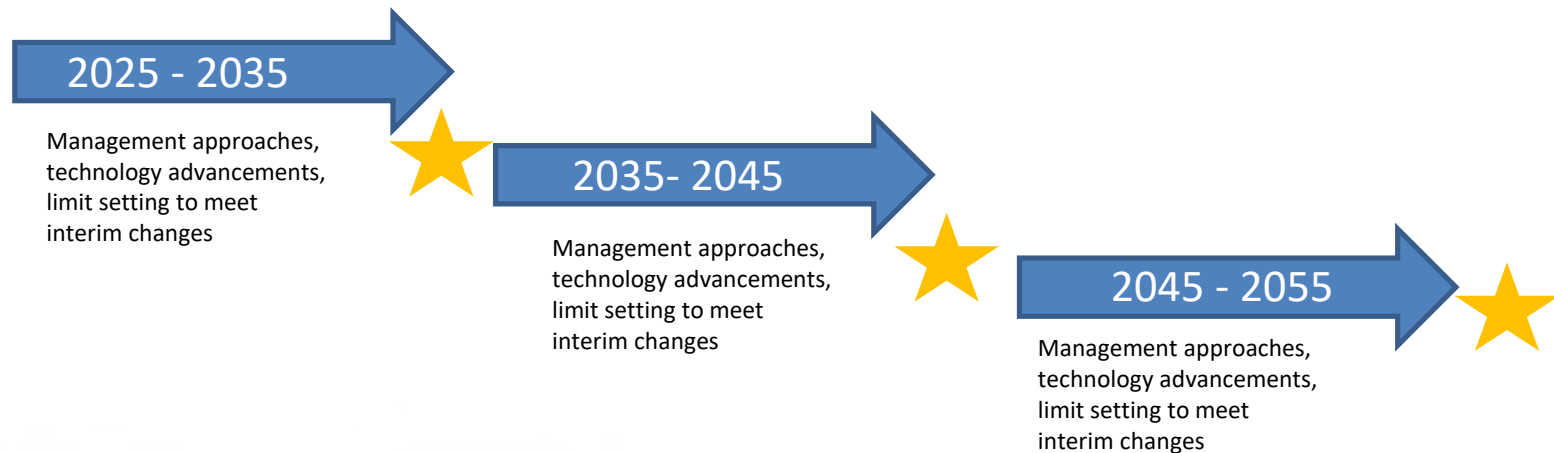 2025 - 2035
Management approaches,
technology advancements,
limit setting to meet
interim changes
2035- 2045
Management approaches,
technology advancements,
limit setting to meet
interim changes
2045 - 2055
Management approaches,
technology advancements,
limit setting to meet
interim changes